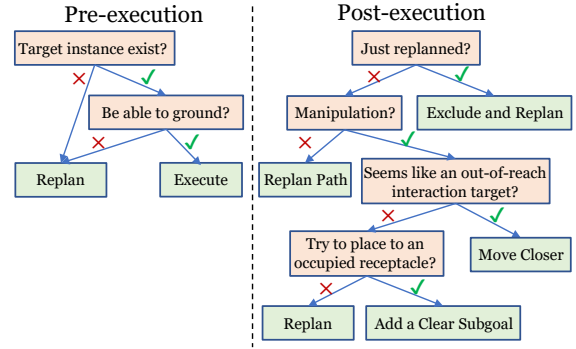 Pre-execution
Target instance exist?
Be able to ground?
Replan
Execute
Post-execution
Just replanned?
Manipulation?
Exclude and Replan
Replan Path
Seems like an out-of-reach
interaction target?
Try to place to an
occupied receptacle?
Move Closer
Replan
Add a Clear Subgoal